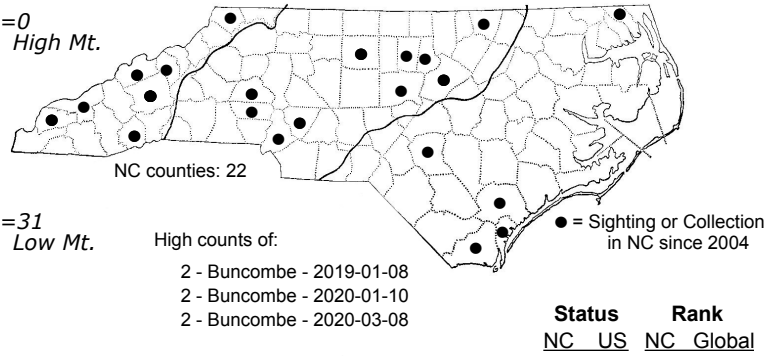 =0
High Mt.
NC counties: 22
=31
Low Mt.
High counts of:
2 - Buncombe - 2019-01-08
2 - Buncombe - 2020-01-10
2 - Buncombe - 2020-03-08
● = Sighting or Collection
in NC since 2004
Status Rank
NC US NC Global